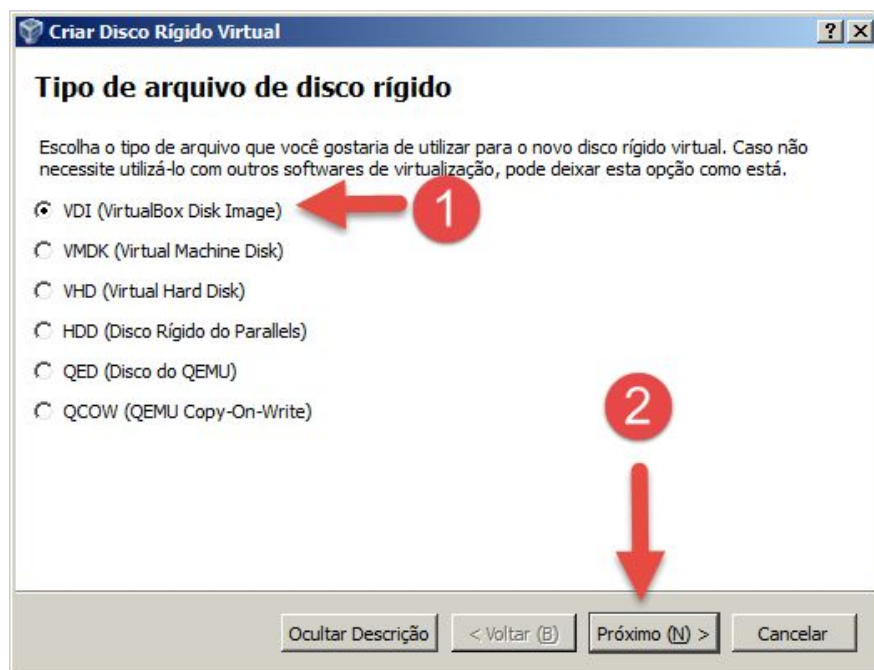 Criar Disco Rígido Virtual
Tipo de arquivo de disco rígido
Escolha o tipo de arquivo que você gostaria de utilizar para o novo disco rígido virtual. Caso não
necessite utilizá-lo com outros softwares de virtualização, pode deixar esta opção como está.
VDI (VirtualBox Disk Image)
1
VMDK (Virtual Machine Disk)
VHD (Virtual Hard Disk)
HDD (Disco Rígido do Parallels)
QED (Disco do QEMU)
QCOW (QEMU Copy-On-Write)
2
Ocultar Descrição < Voltar (B) Próximo (N) > Cancelar